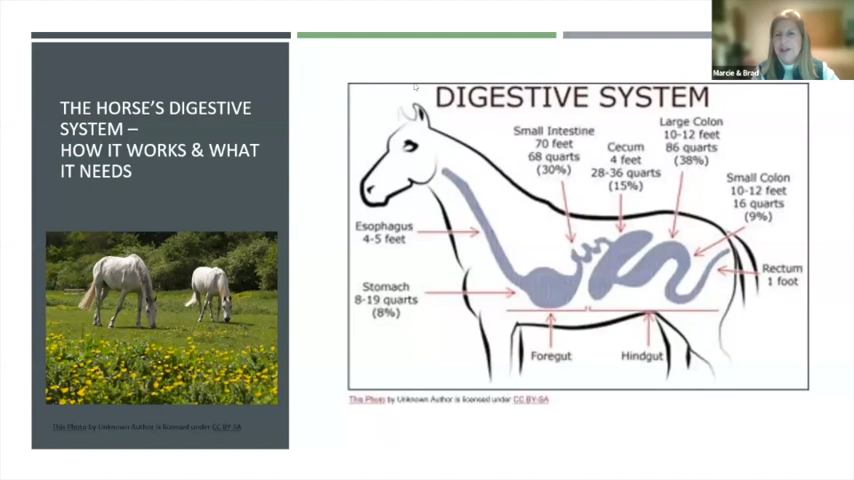 Marcie & Brad
THE HORSE'S DIGESTIVE
SYSTEM –
HOW IT WORKS & WHAT
IT NEEDS
This Photo by Unknown Author is licensed under CC BY-SA
DIGESTIVE SYSTEM
Small Intestine
70 feet
68 quarts
(30%)
Cecum
4 feet
28-36 quarts
(15%)
Large Colon
10-12 feet
86 quarts
(38%)
Small Colon
10-12 feet
16 quarts
(9%)
Esophagus
4-5 feet
Stomach
8-19 quarts
(8%)
Rectum
1 foot
Foregut
Hindgut
This Photo by Unknown Author is licensed under CC BY-SA